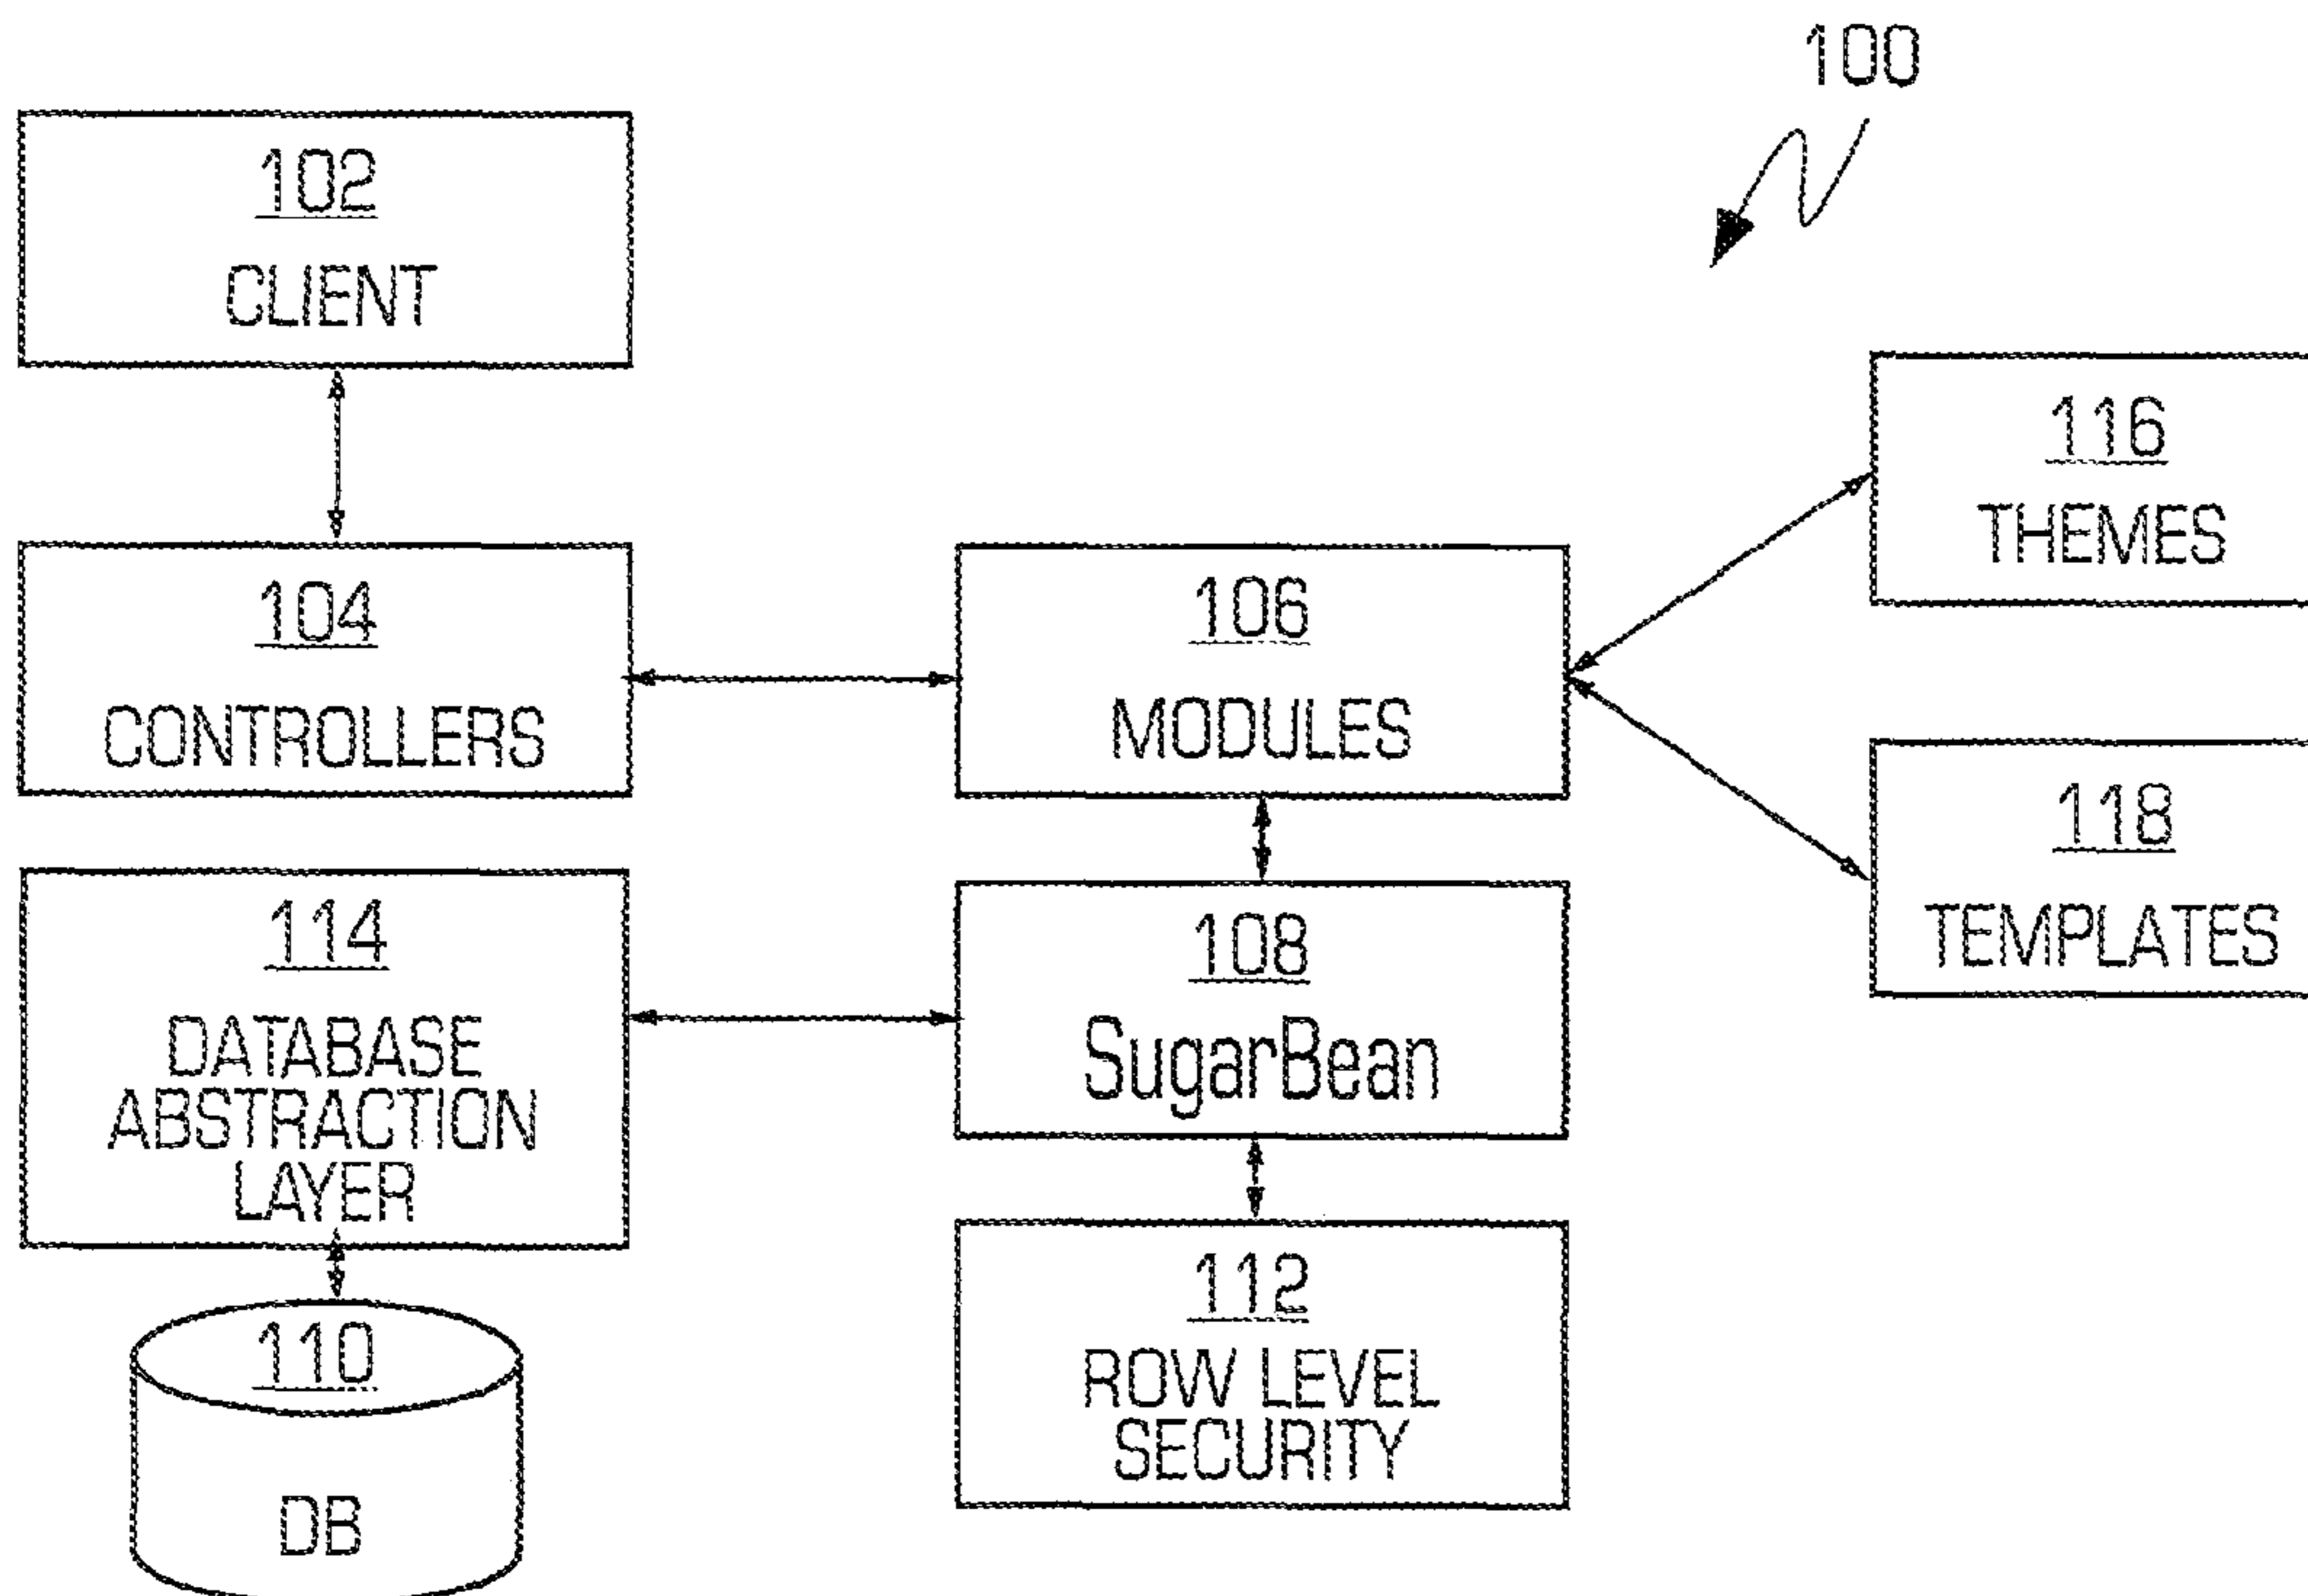 100
102
CLIENT
116
THEMES
104
CONTROLLERS
106
MODULES
118
TEMPLATES
114
DATABASE
ABSTRACTION
LAYER
108
SugarBean
110
DB
112
ROW LEVEL
SECURITY